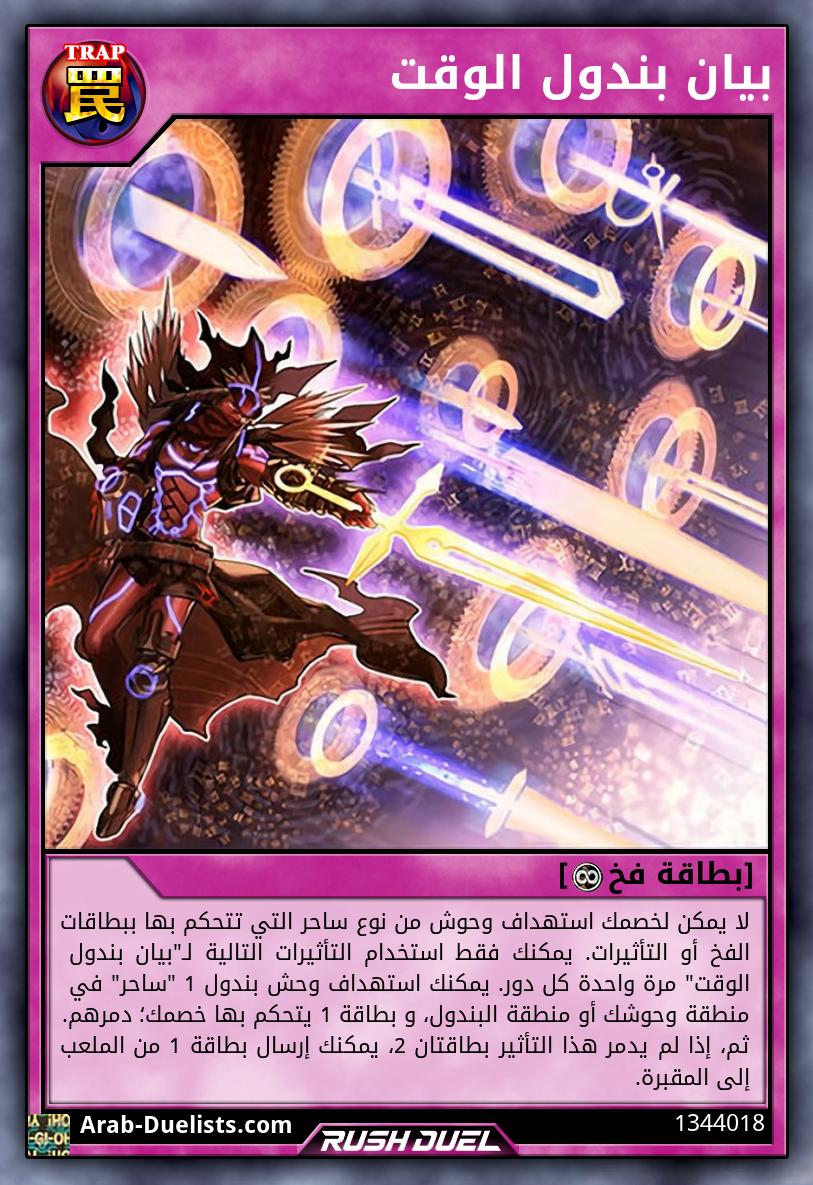 TRAP
罠
بيان بندول الوقت
[بطاقة فخ ∞]
لا يمكن لخصمك استهداف وحوش من نوع ساحر التي تتحكم بها ببطاقات
الفخ أو التأثيرات. يمكنك فقط استخدام التأثيرات التالية لـ"بيان بندول
الوقت" مرة واحدة كل دور. يمكنك استهداف وحش بندول 1 "ساحر" في
منطقة وحوشك أو منطقة البندول، و بطاقة 1 يتحكم بها خصمك؛ دمرهم.
ثم، إذا لم يدمر هذا التأثير بطاقتان 2، يمكنك إرسال بطاقة 1 من الملعب
إلى المقبرة.
Arab-Duelists.com
RUSH DUEL
1344018